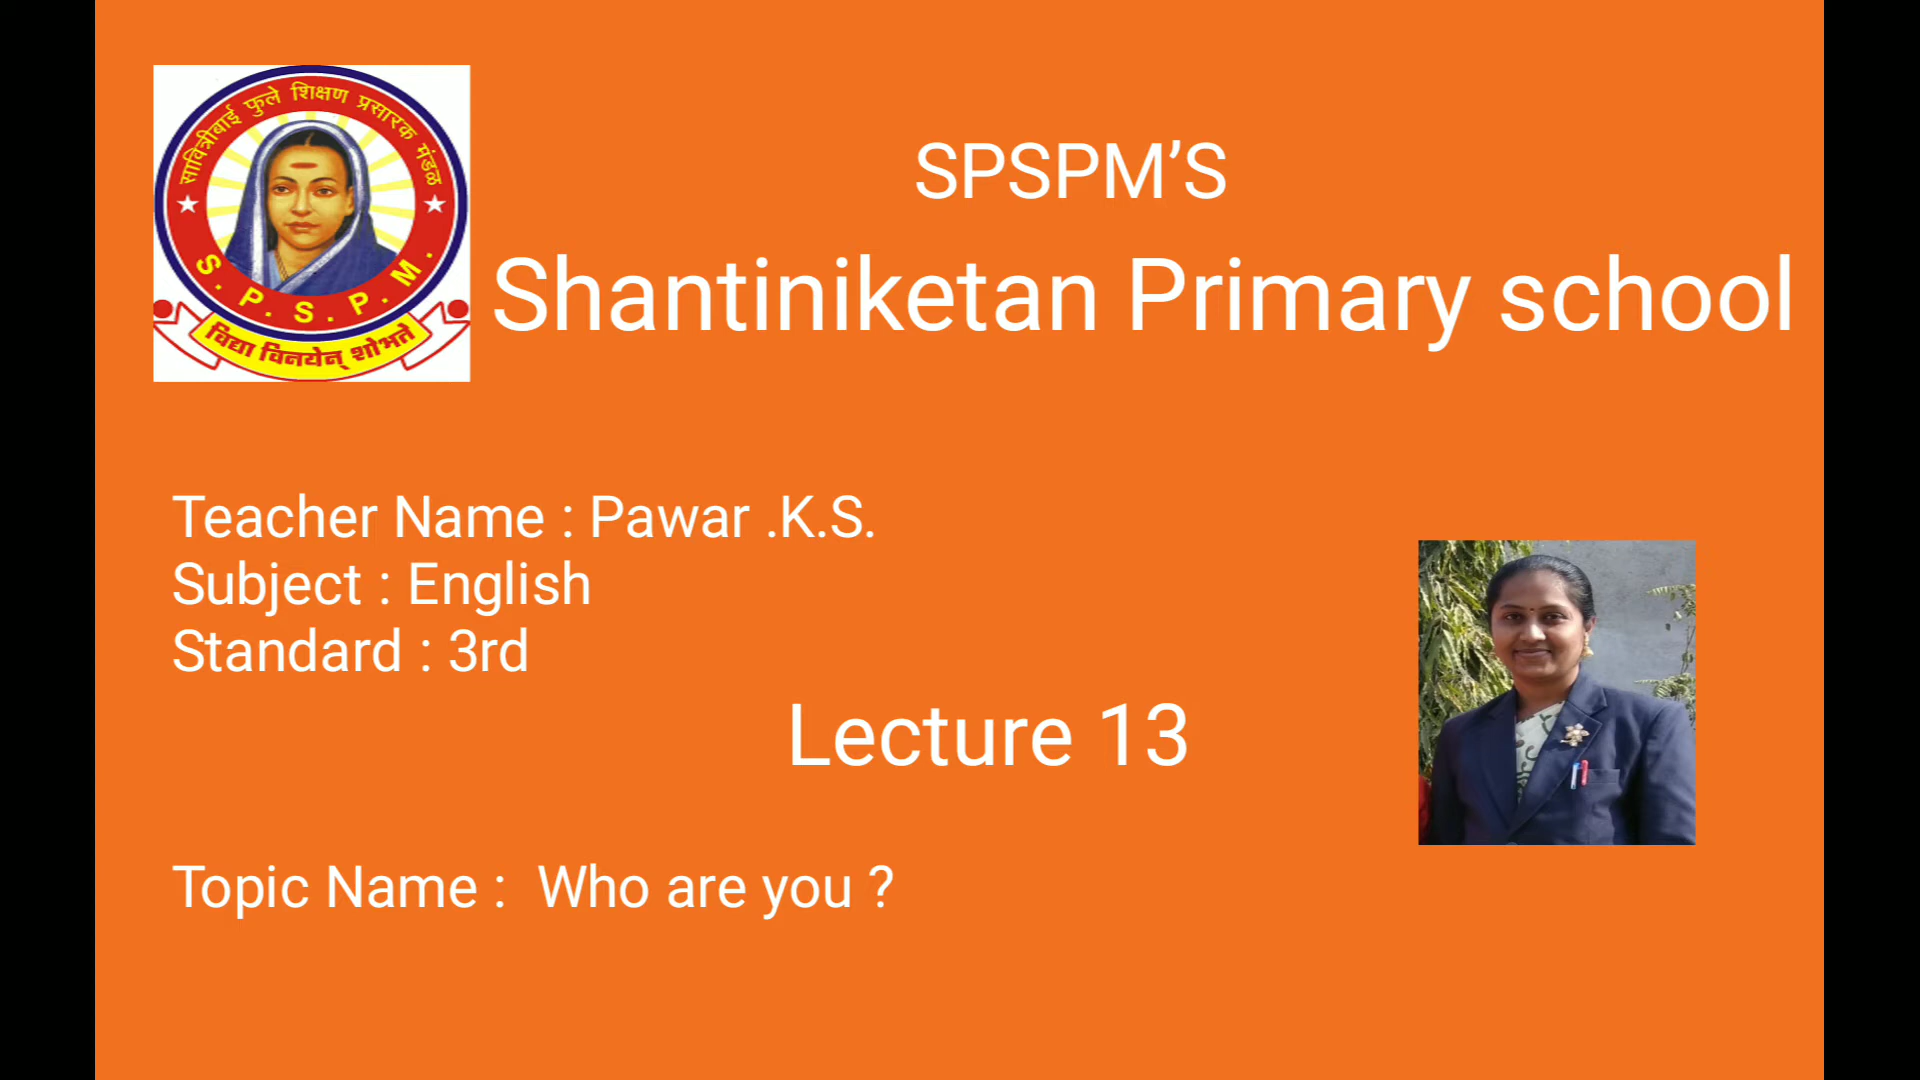 सावित्रीबाई फुले शिक्षण प्रसारक मंडळ
S.P.S.P.M.
विद्या विनयेन् शोभते
SPSPM’S
Shantiniketan Primary school
Teacher Name : Pawar .K.S.
Subject : English
Standard : 3rd
Lecture 13
Topic Name :  Who are you ?